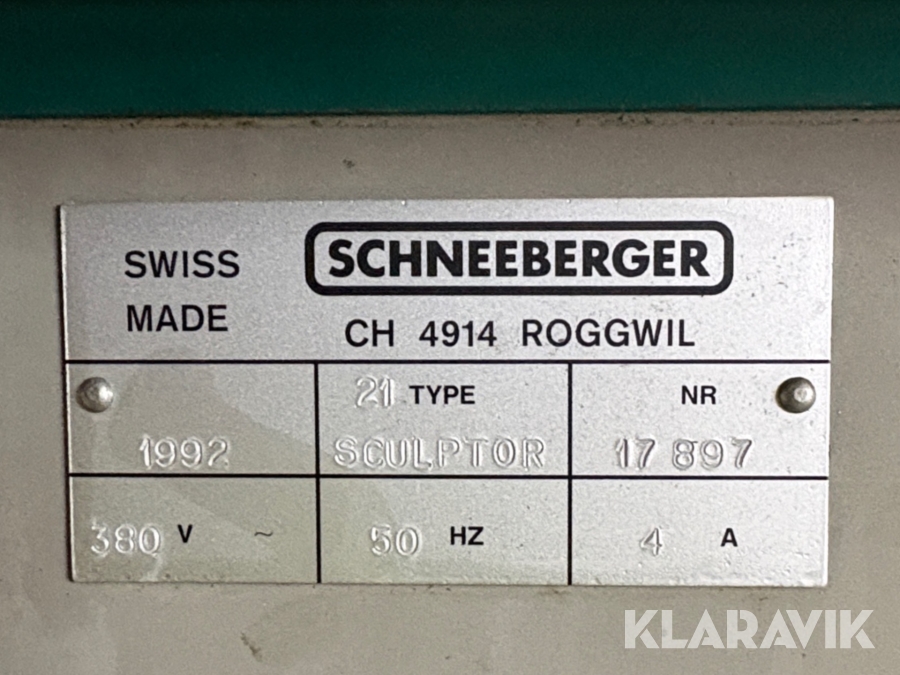 SWISS MADE
SCHNEEBERGER
CH 4914 ROGGWIL
21 TYPE
NR
1992
SCULPTOR
17 897
380 V ~
50 HZ
4 A
KLARAVIK